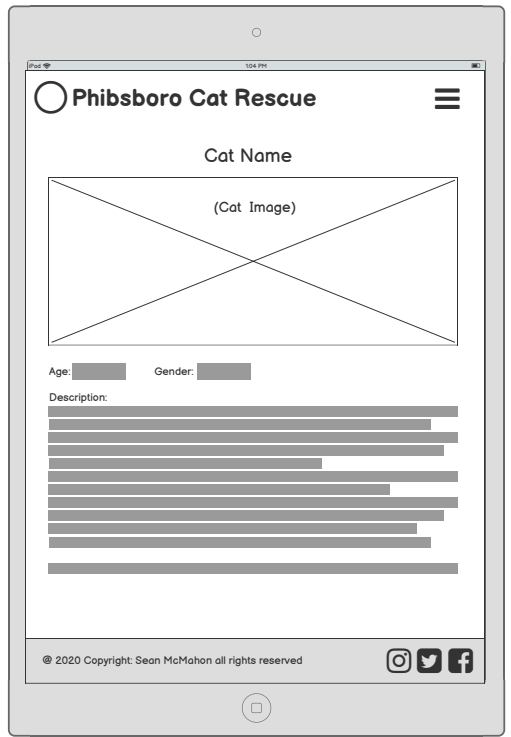 iPad
1:04 PM
Phibsboro Cat Rescue
Cat Name
(Cat Image)
Age:
Gender:
Description:
@ 2020 Copyright: Sean McMahon all rights reserved